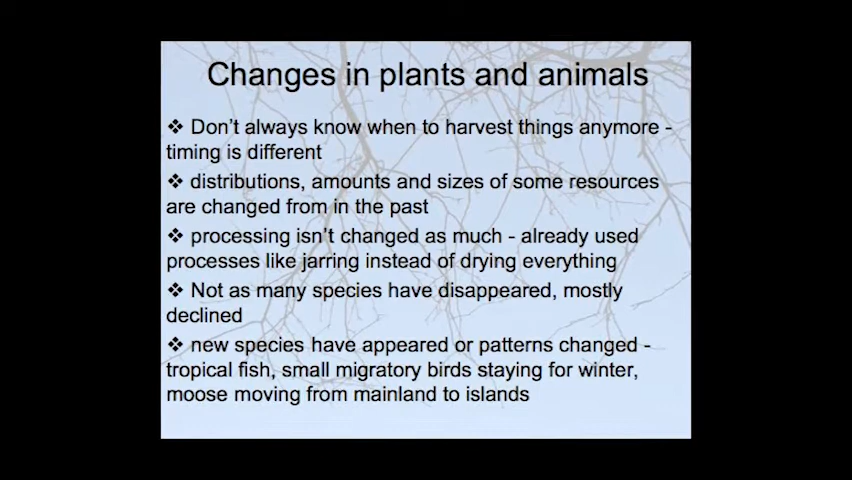 Changes in plants and animals
❖ Don't always know when to harvest things anymore -
timing is different
❖ distributions, amounts and sizes of some resources
are changed from in the past
❖ processing isn't changed as much - already used
processes like jarring instead of drying everything
❖ Not as many species have disappeared, mostly
declined
❖ new species have appeared or patterns changed -
tropical fish, small migratory birds staying for winter,
moose moving from mainland to islands